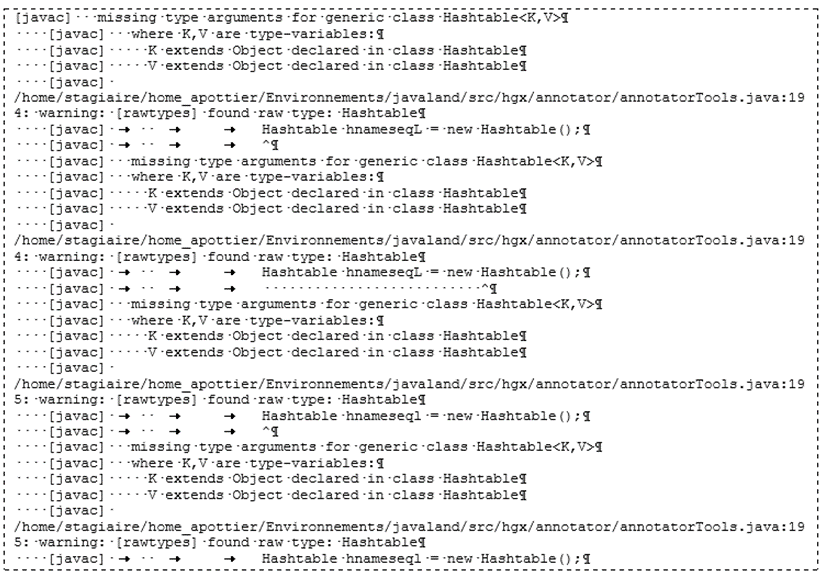 [javac]   missing type arguments for generic class Hashtable<K,V>¶
    [javac]   where K,V are type-variables:¶
    [javac]     K extends Object declared in class Hashtable¶
    [javac]     V extends Object declared in class Hashtable¶
    [javac] 
/home/stagiaire/home_apottier/Environnements/javaland/src/hgx/annotator/annotatorTools.java:19
4: warning: [rawtypes] found raw type: Hashtable¶
    [javac] →    →    →   Hashtable hnameseqL = new Hashtable();¶
    [javac] →    →    →   ^¶
    [javac]   missing type arguments for generic class Hashtable<K,V>¶
    [javac]   where K,V are type-variables:¶
    [javac]     K extends Object declared in class Hashtable¶
    [javac]     V extends Object declared in class Hashtable¶
    [javac] 
/home/stagiaire/home_apottier/Environnements/javaland/src/hgx/annotator/annotatorTools.java:19
4: warning: [rawtypes] found raw type: Hashtable¶
    [javac] →    →    →   Hashtable hnameseqL = new Hashtable();¶
    [javac] →    →    →                             ^¶
    [javac]   missing type arguments for generic class Hashtable<K,V>¶
    [javac]   where K,V are type-variables:¶
    [javac]     K extends Object declared in class Hashtable¶
    [javac]     V extends Object declared in class Hashtable¶
    [javac] 
/home/stagiaire/home_apottier/Environnements/javaland/src/hgx/annotator/annotatorTools.java:19
5: warning: [rawtypes] found raw type: Hashtable¶
    [javac] →    →    →   Hashtable hnameseql = new Hashtable();¶
    [javac] →    →    →   ^¶
    [javac]   missing type arguments for generic class Hashtable<K,V>¶
    [javac]   where K,V are type-variables:¶
    [javac]     K extends Object declared in class Hashtable¶
    [javac]     V extends Object declared in class Hashtable¶
    [javac] 
/home/stagiaire/home_apottier/Environnements/javaland/src/hgx/annotator/annotatorTools.java:19
5: warning: [rawtypes] found raw type: Hashtable¶
    [javac] →    →    →   Hashtable hnameseql = new Hashtable();¶